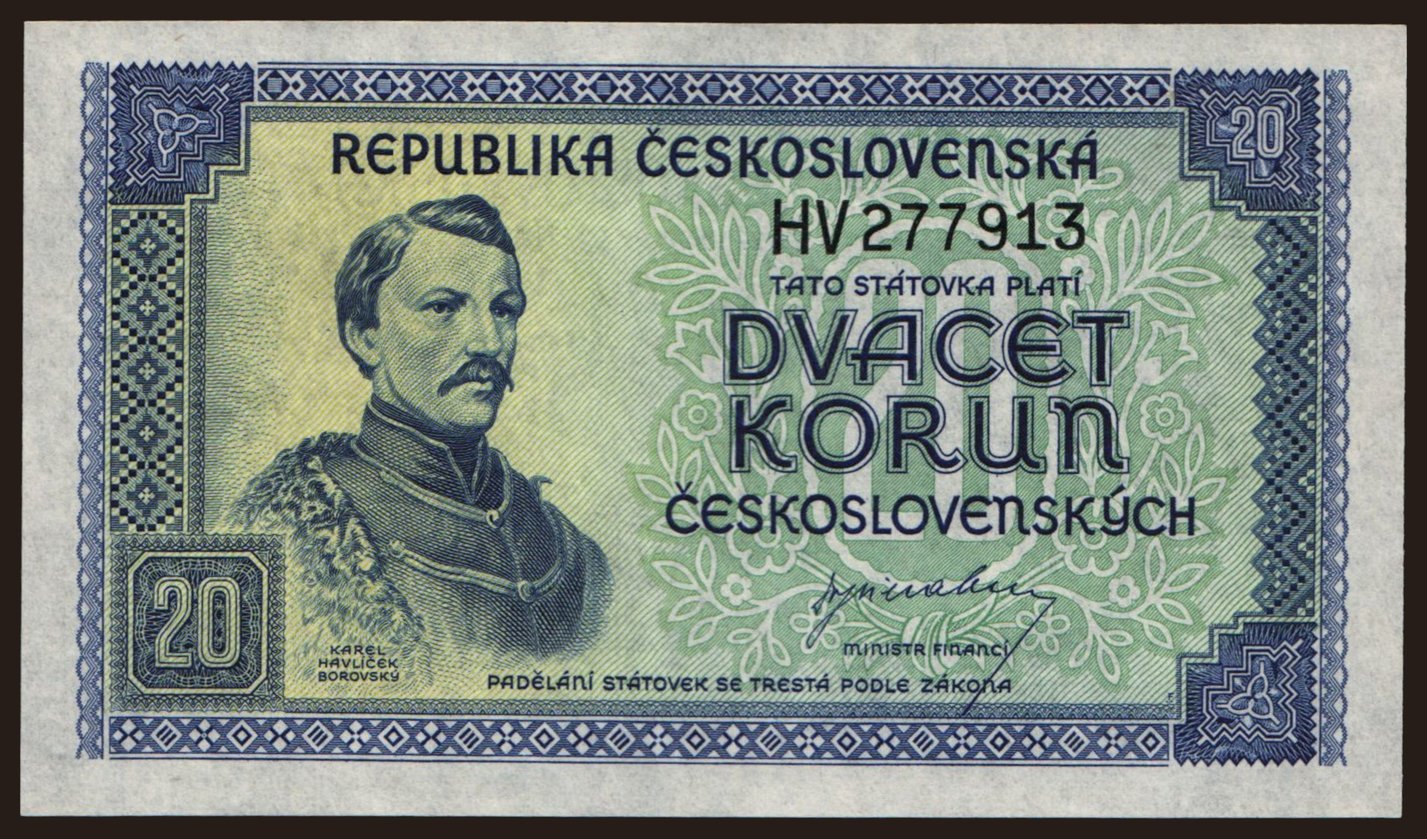 20
REPUBLIKA ČESKOSLOVENSKÁ
HV 277913
TATO STÁTOVKA PLATÍ
DVACET
KORUN
ČESKOSLOVENSKÝCH
20
KAREL
HAVLÍČEK
BOROVSKÝ
MINISTR FINANCÍ
PADĚLÁNÍ STÁTOVEK SE TRESTÁ PODLE ZÁKONA